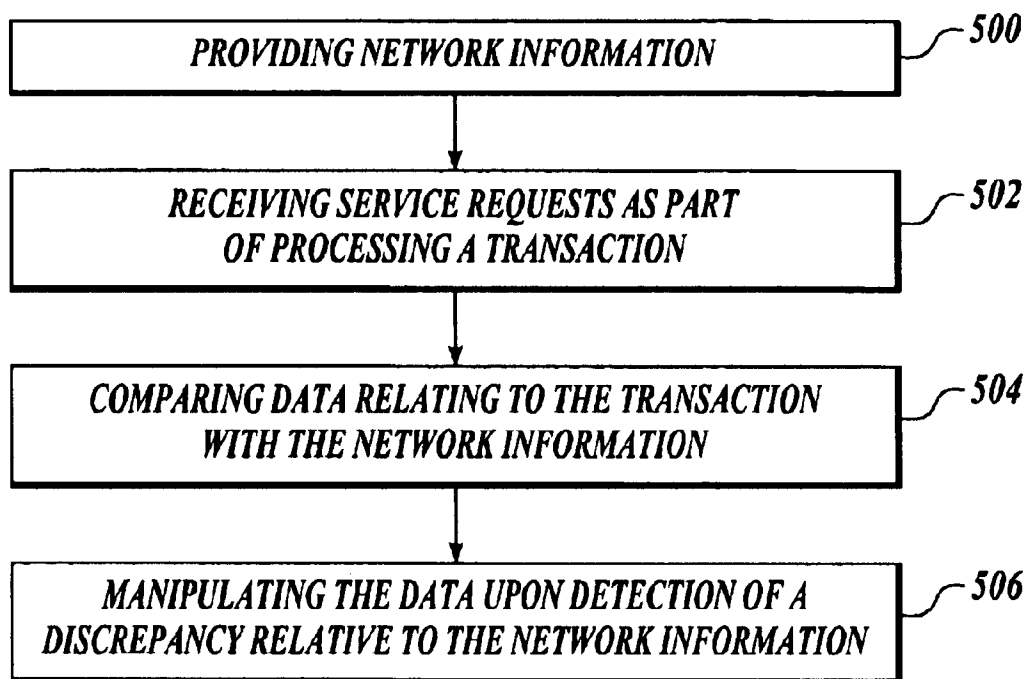 PROVIDING NETWORK INFORMATION
500
RECEIVING SERVICE REQUESTS AS PART
OF PROCESSING A TRANSACTION
502
COMPARING DATA RELATING TO THE TRANSACTION
WITH THE NETWORK INFORMATION
504
MANIPULATING THE DATA UPON DETECTION OF A
DISCREPANCY RELATIVE TO THE NETWORK INFORMATION
506